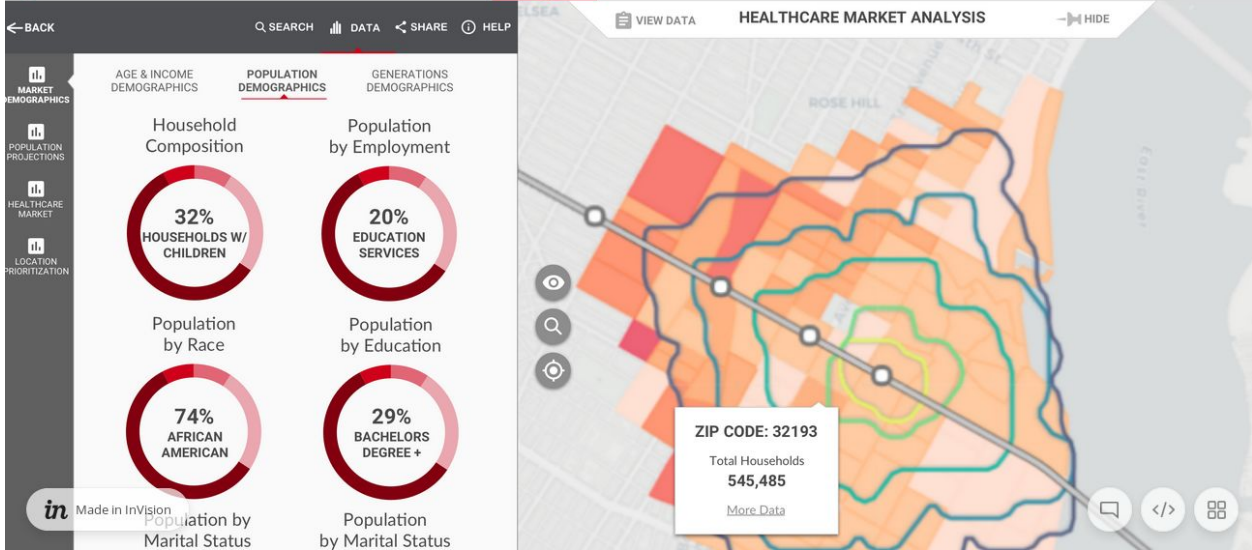 BACK
SEARCH
DATA
SHARE
HELP
MARKET
DEMOGRAPHICS
POPULATION
PROJECTIONS
HEALTHCARE
MARKET
LOCATION
PRIORITIZATION
AGE & INCOME
DEMOGRAPHICS
POPULATION
DEMOGRAPHICS
GENERATIONS
DEMOGRAPHICS
Household
Composition
32%
HOUSEHOLDS W/
CHILDREN
Population
by Employment
20%
EDUCATION
SERVICES
Population
by Race
74%
AFRICAN
AMERICAN
Population
by Education
29%
BACHELORS
DEGREE +
in Made in InVision
Population by
Marital Status
Population
by Marital Status
VIEW DATA
HEALTHCARE MARKET ANALYSIS
HIDE
ROSE HILL
East River
ZIP CODE: 32193
Total Households
545,485
More Data